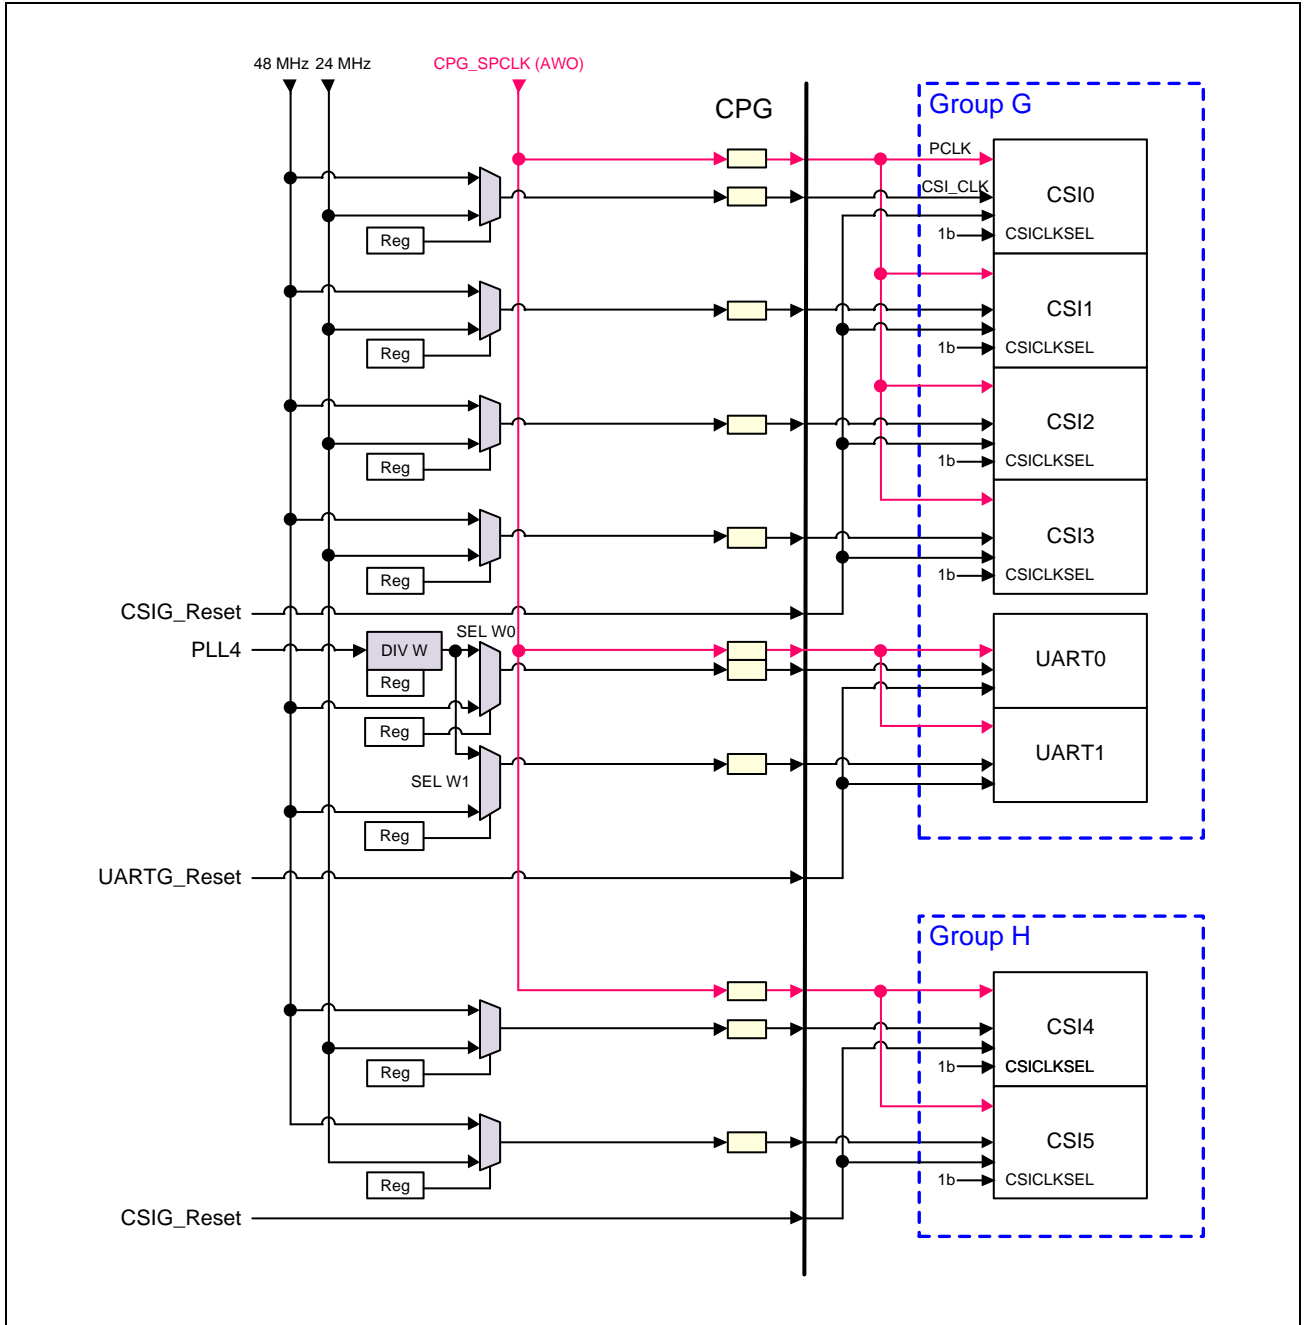 48 MHz 24 MHz CPG_SPCLK (AWO)
CPG
Group G
PCLK
CSI_CLK
CSI0
Reg
1b CSICLKSEL
CSI1
Reg
1b CSICLKSEL
CSI2
Reg
1b CSICLKSEL
CSI3
Reg
1b CSICLKSEL
CSIG_Reset
SEL W0
PLL4 DIV W
UART0
Reg
Reg
UART1
SEL W1
Reg
UARTG_Reset
Group H
CSI4
Reg
1b CSICLKSEL
CSI5
Reg
1b CSICLKSEL
CSIG_Reset